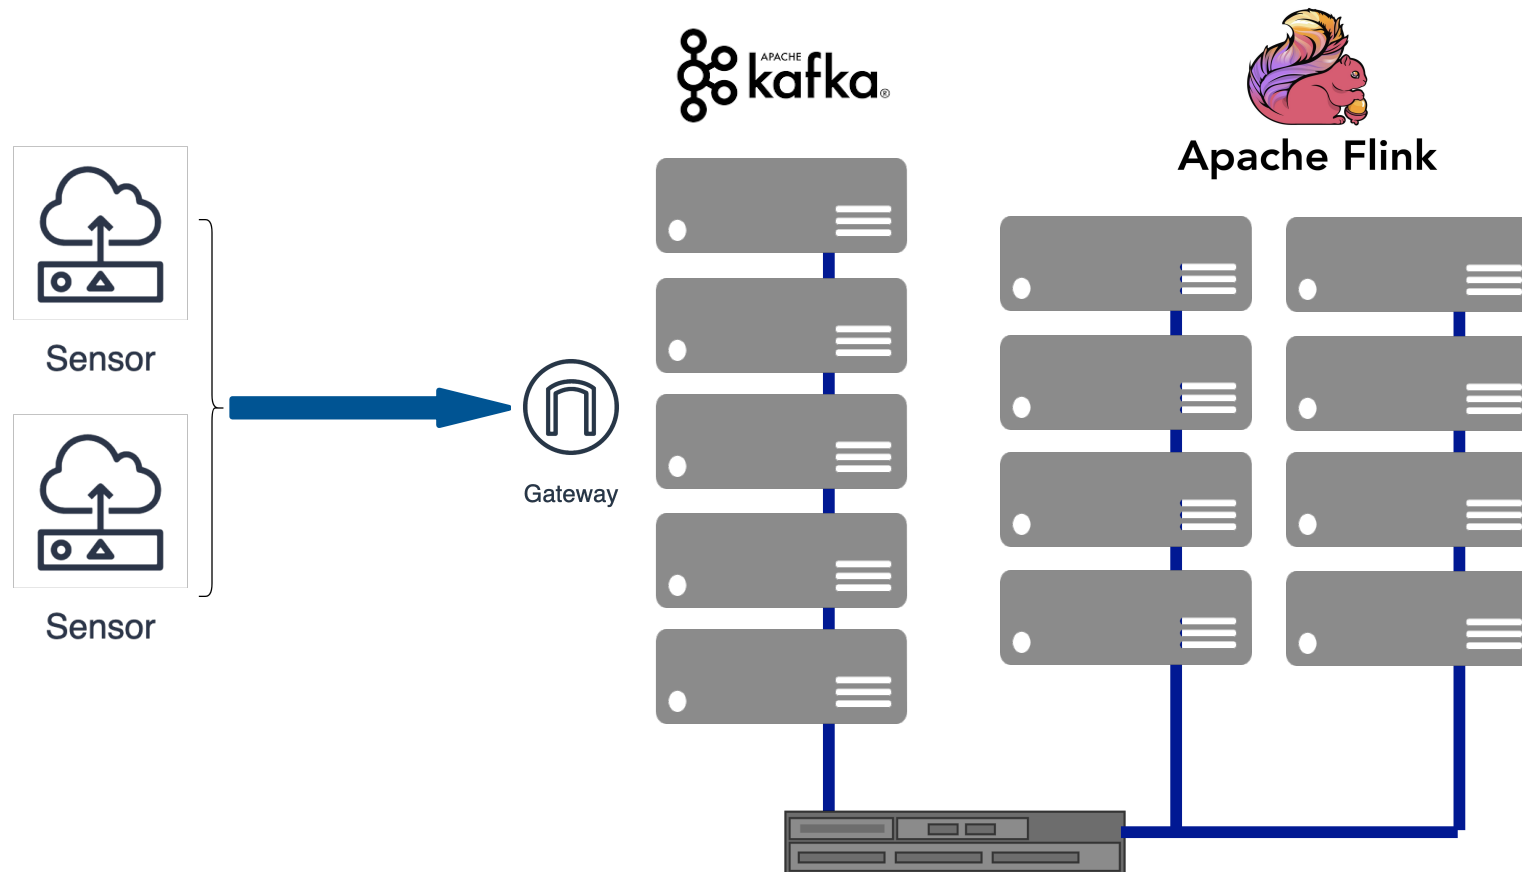 APACHE
kafka®
Apache Flink
Sensor
Gateway
Sensor